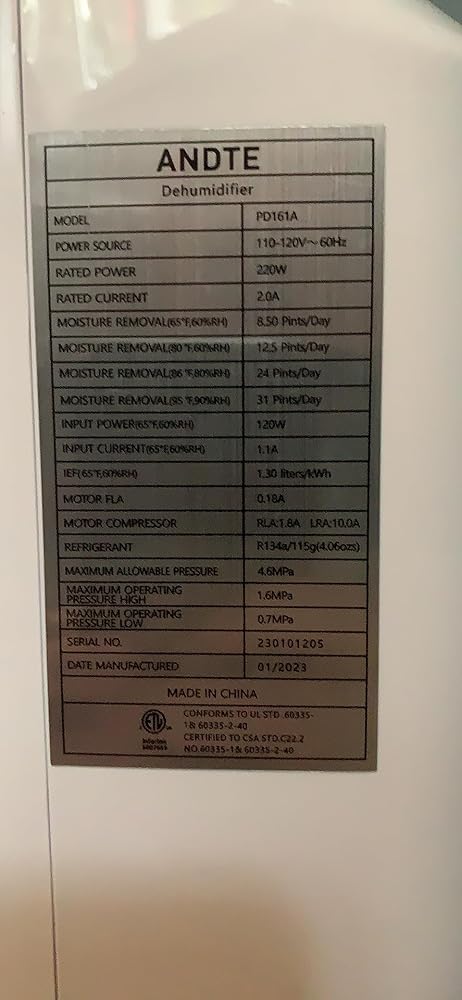 ANDTE
Dehumidifier
MODEL PD161A
POWER SOURCE 110-120V～60Hz
RATED POWER 220W
RATED CURRENT 2.0A
MOISTURE REMOVAL(65°F,60%RH) 8.50 Pints/Day
MOISTURE REMOVAL(80 °F,60%RH) 12.5 Pints/Day
MOISTURE REMOVAL(86 °F,80%RH) 24 Pints/Day
MOISTURE REMOVAL(95 °F,90%RH) 31 Pints/Day
INPUT POWER(65°F,60%RH) 120W
INPUT CURRENT(65°F,60%RH) 1.1A
IEF(65°F,60%RH) 1.30 liters/kWh
MOTOR FLA 0.18A
MOTOR COMPRESSOR RLA:1.8A LRA:10.0A
REFRIGERANT R134a/115g(4.06ozs)
MAXIMUM ALLOWABLE PRESSURE 4.6MPa
MAXIMUM OPERATING
PRESSURE HIGH 1.6MPa
MAXIMUM OPERATING
PRESSURE LOW 0.7MPa
SERIAL NO. 230101205
DATE MANUFACTURED 01/2023
MADE IN CHINA
ETL
Intertek
CONFORMS TO UL STD .60335-
1& 60335-2-40
CERTIFIED TO CSA STD.C22.2
NO.60335-1& 60335-2-40